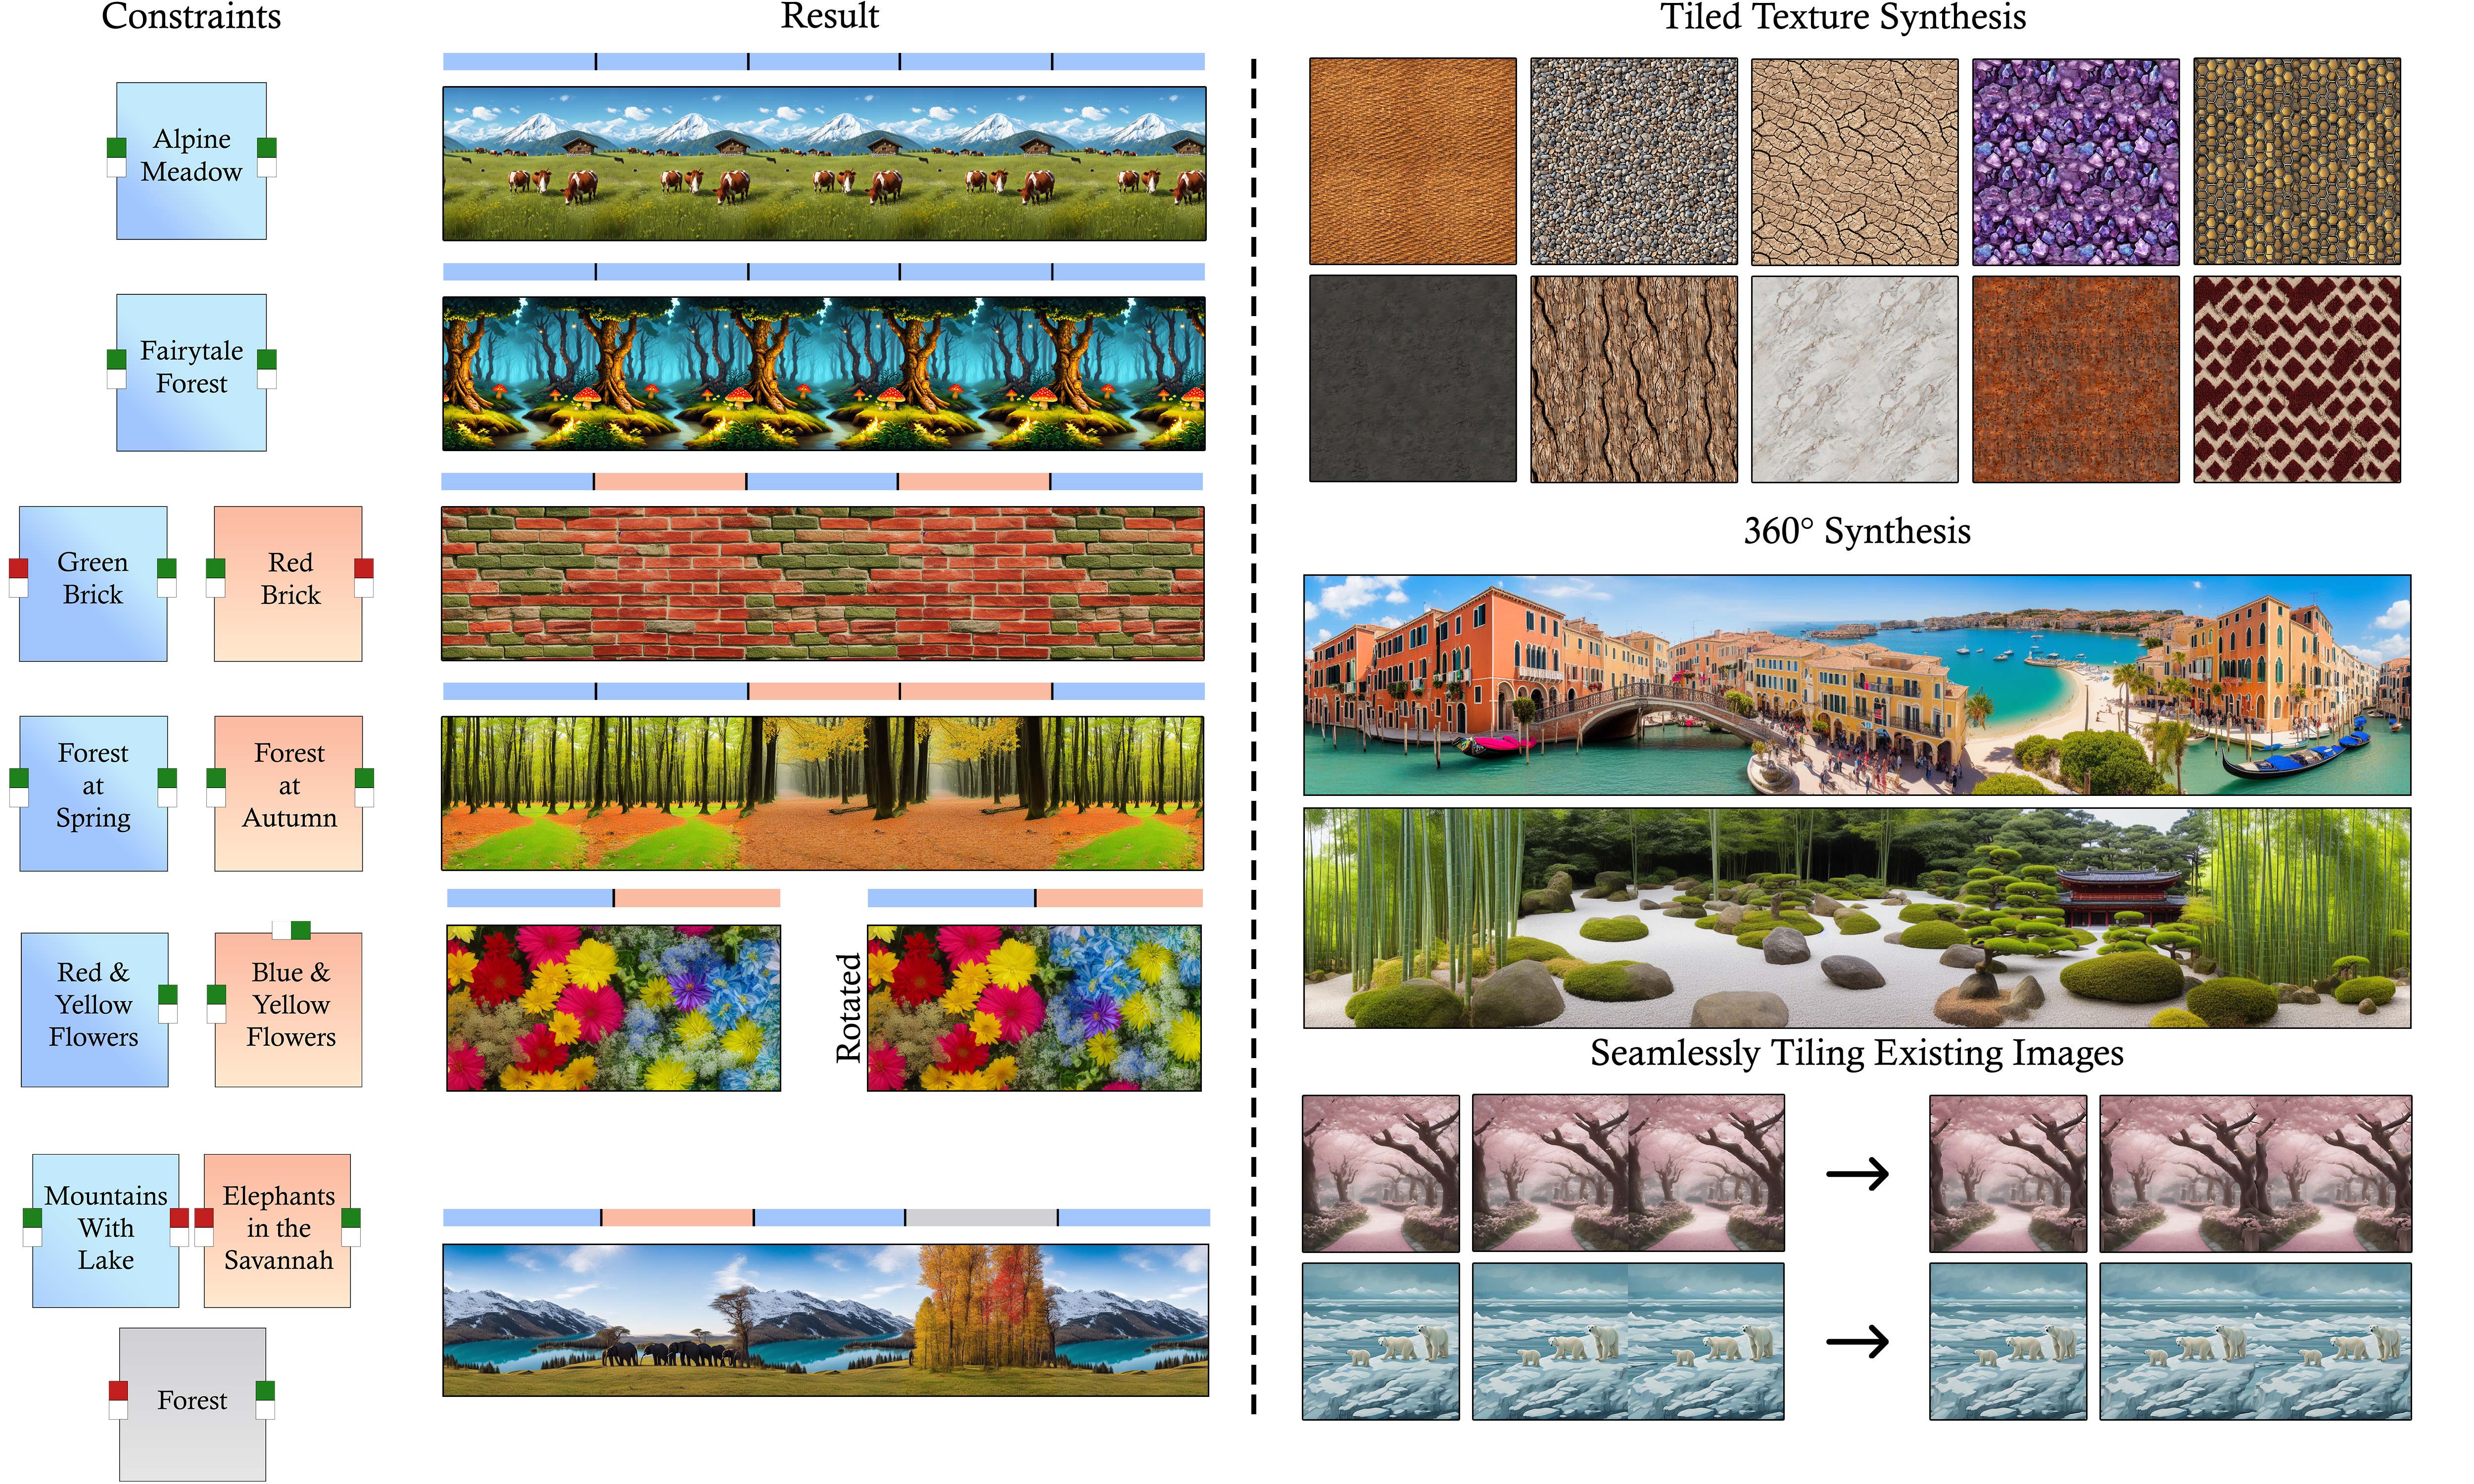 Constraints
Result
Alpine
Meadow
Fairytale
Forest
Green
Brick
Red
Brick
Forest
at
Spring
Forest
at
Autumn
Red &
Yellow
Flowers
Blue &
Yellow
Flowers
Rotated
Mountains
With
Lake
Elephants
in the
Savannah
Forest
Tiled Texture Synthesis
360° Synthesis
Seamlessly Tiling Existing Images